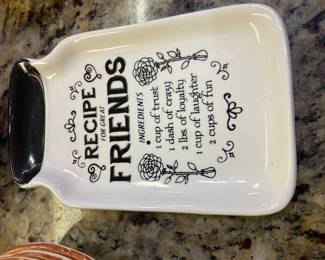 RECIPE
FOR GREAT
FRIENDS
INGREDIENTS
1 cup of trust
1 dash of crazy
2 lbs of loyalty
1 cup of laughter
2 cups of fun